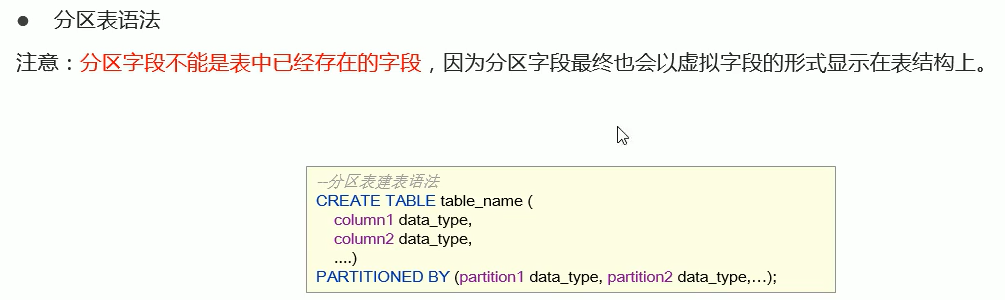 ● 分区表语法
注意：分区字段不能是表中已经存在的字段，因为分区字段最终也会以虚拟字段的形式显示在表结构上。
--分区表建表语法
CREATE TABLE table_name (
column1 data_type,
column2 data_type,
....)
PARTITIONED BY (partition1 data_type, partition2 data_type,…);